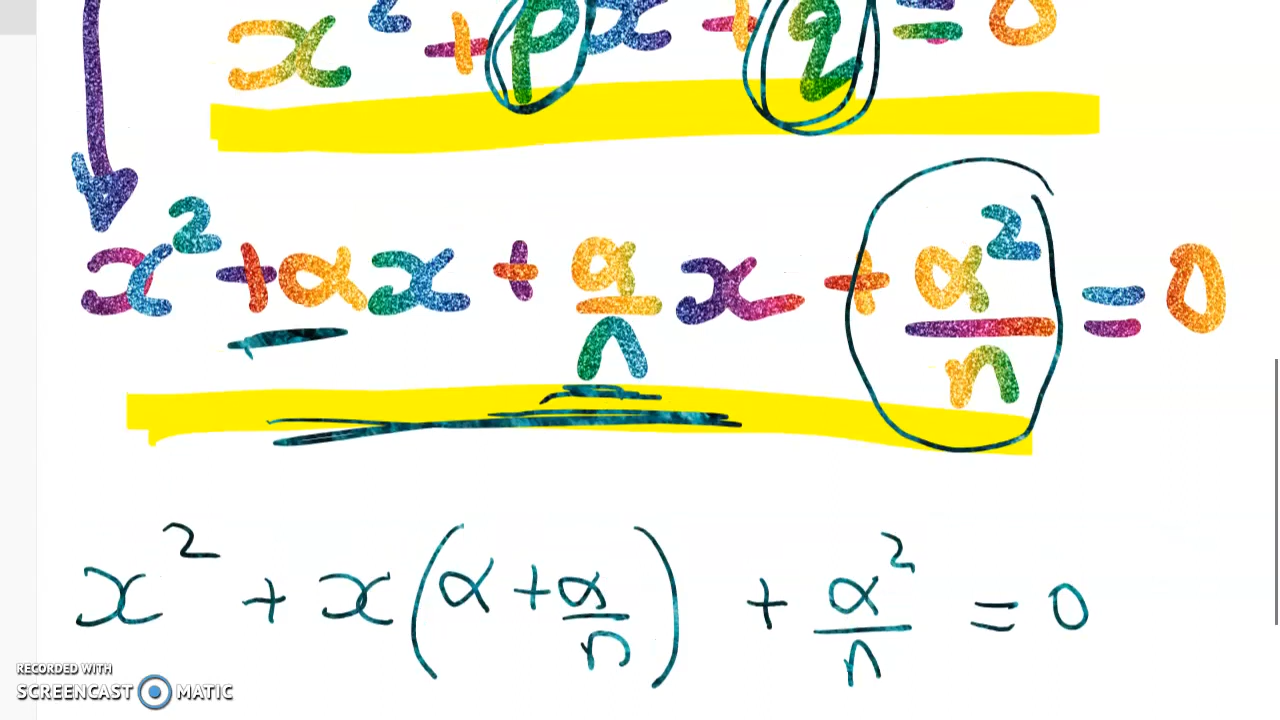 x² + px + q = 0
x² + αx + α/n x + α²/n = 0
x² + x(α + α/n) + α²/n = 0
RECORDED WITH
SCREENCAST MATIC